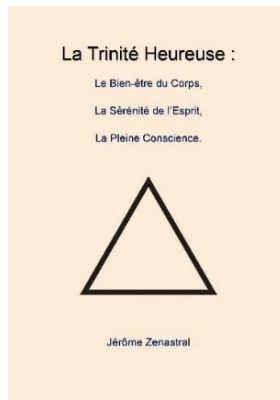 La Trinité Heureuse :
Le Bien-être du Corps,
La Sérénité de l'Esprit,
La Pleine Conscience.
Jérôme Zenastral